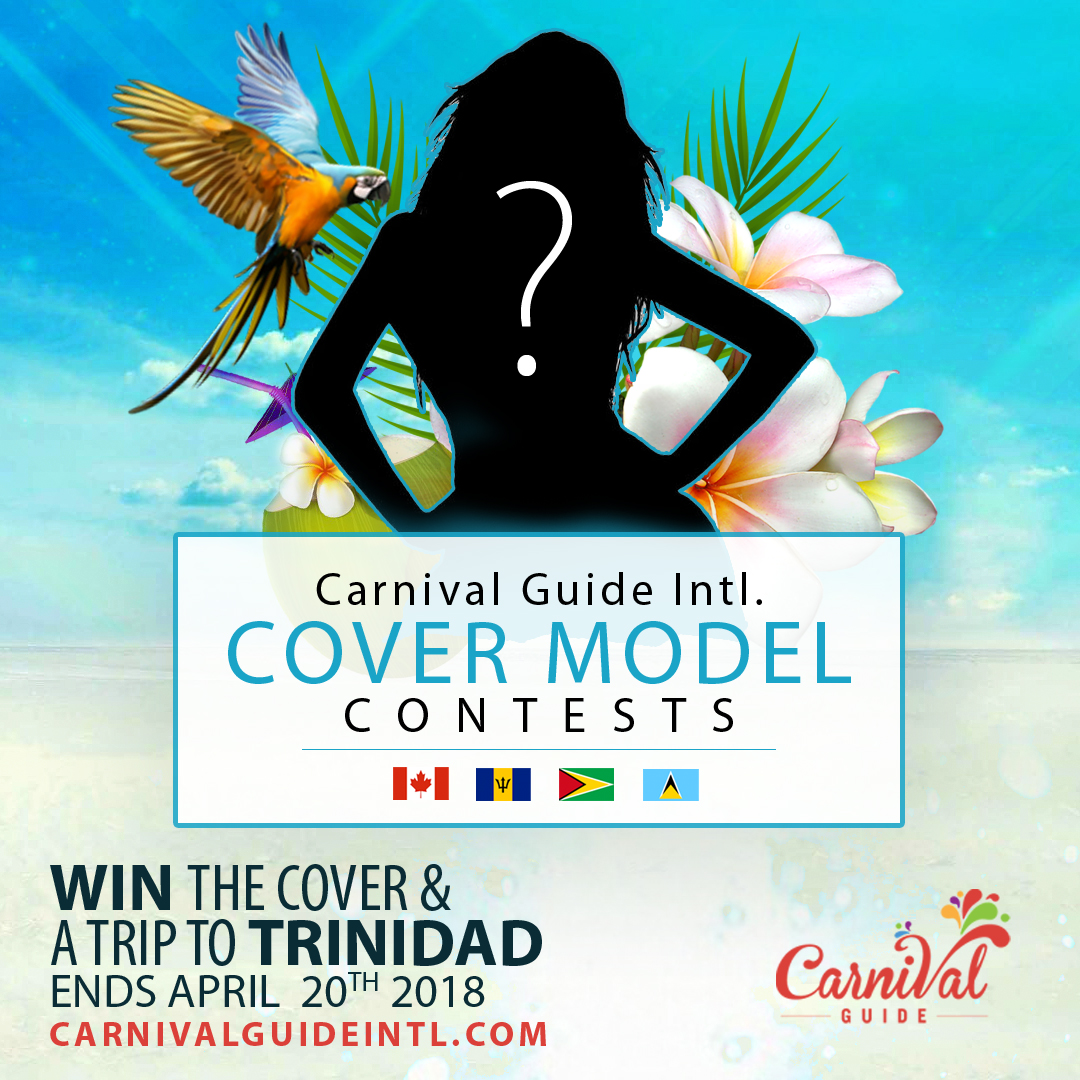 ?
Carnival Guide Intl.
COVER MODEL
CONTESTS
WIN THE COVER &
A TRIP TO TRINIDAD
ENDS APRIL 20TH 2018
CARNIVALGUIDEINTL.COM
CarniVal
GUIDE